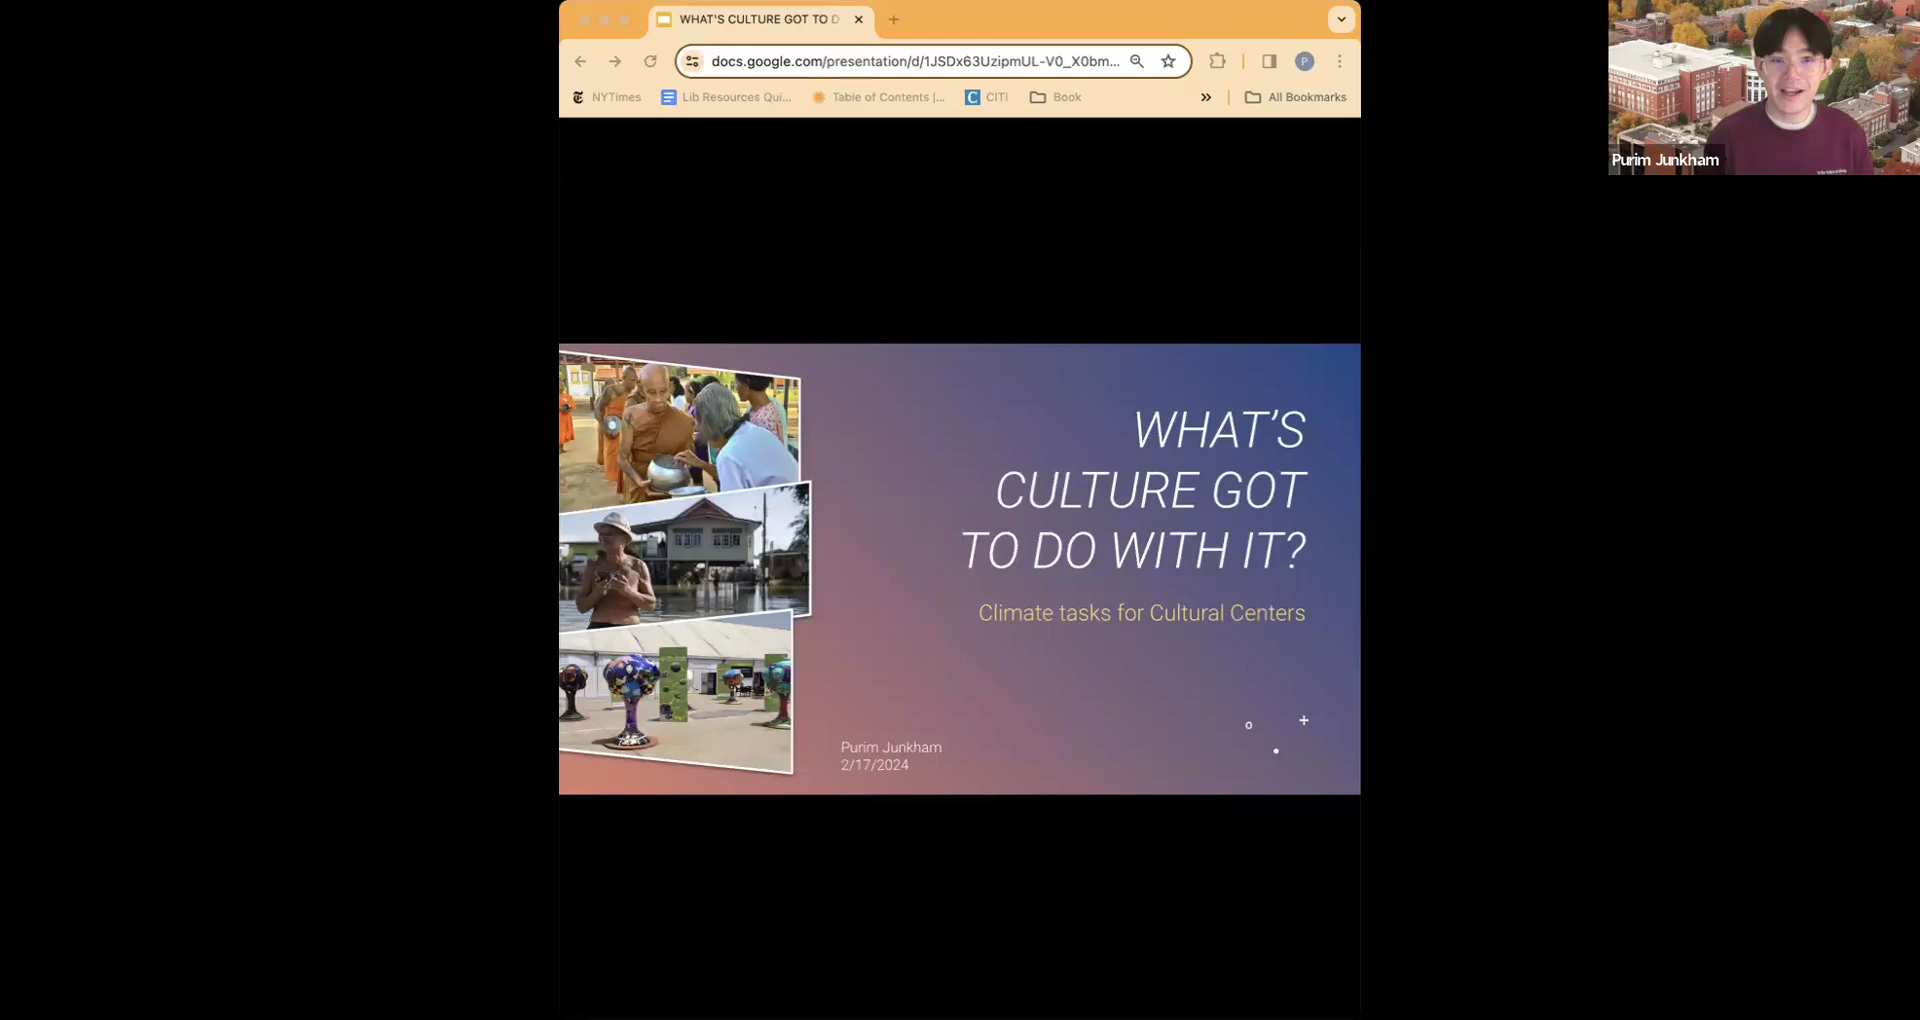 WHAT'S CULTURE GOT TO D
docs.google.com/presentation/d/1JSDx63UzipmUL-V0_X0bm...
NYTimes
Lib Resources Qui...
Table of Contents |...
CITI
Book
All Bookmarks
Purim Junkham
WHAT'S
CULTURE GOT
TO DO WITH IT?
Climate tasks for Cultural Centers
Purim Junkham
2/17/2024